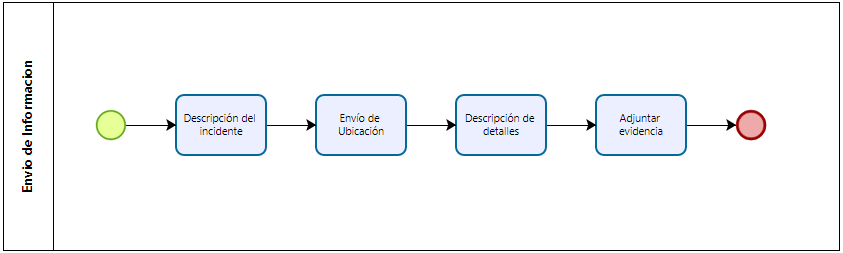 Envio de Informacion
Descripción del
incidente
Envío de
Ubicación
Descripción de
detalles
Adjuntar
evidencia